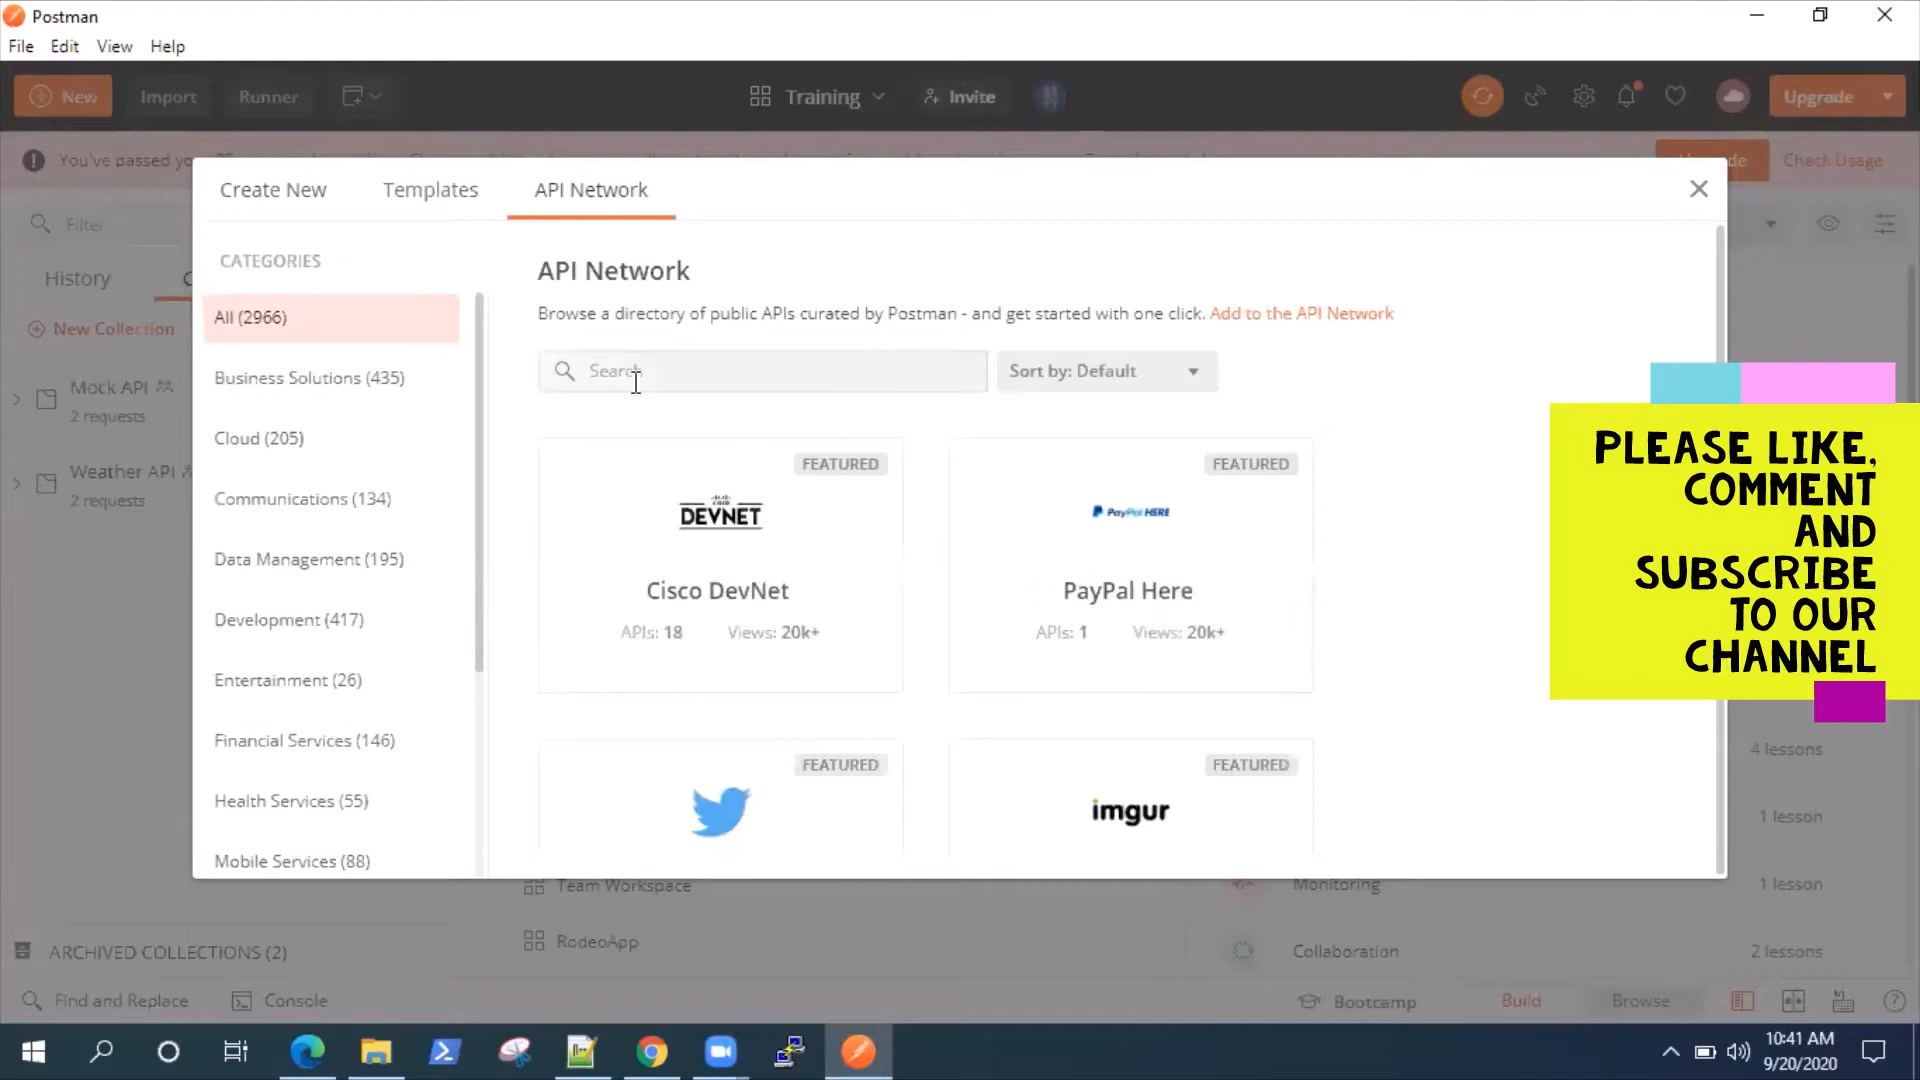 Postman
File Edit View Help
New Import Runner Training Invite Upgrade
You've passed Check Usage
Create New Templates API Network
Filter
CATEGORIES
History
API Network
Browse a directory of public APIs curated by Postman - and get started with one click. Add to the API Network
All (2966)
New Collection
Search
Sort by: Default
Business Solutions (435)
Mock API
2 requests
Cloud (205)
FEATURED FEATURED
Weather API
2 requests
Communications (134)
DEVNET
PayPal HERE
Data Management (195)
Cisco DevNet PayPal Here
Development (417)
APIs: 18 Views: 20k+ APIs: 1 Views: 20k+
Entertainment (26)
Financial Services (146)
FEATURED FEATURED
Health Services (55)
imgur
Mobile Services (88)
PLEASE LIKE,
COMMENT
AND
SUBSCRIBE
TO OUR
CHANNEL
4 lessons
1 lesson
Team Workspace Monitoring 1 lesson
ARCHIVED COLLECTIONS (2) RodeoApp Collaboration 2 lessons
Find and Replace Console Bootcamp Build Browse
10:41 AM
9/20/2020